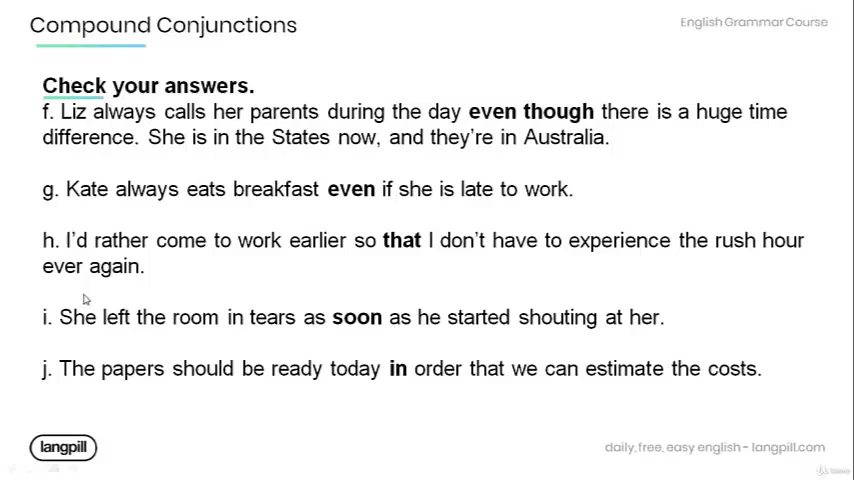 Compound Conjunctions
English Grammar Course
Check your answers.
f. Liz always calls her parents during the day even though there is a huge time
difference. She is in the States now, and they're in Australia.
g. Kate always eats breakfast even if she is late to work.
h. I'd rather come to work earlier so that I don't have to experience the rush hour
ever again.
i. She left the room in tears as soon as he started shouting at her.
j. The papers should be ready today in order that we can estimate the costs.
langpill
daily, free, easy english - langpill.com